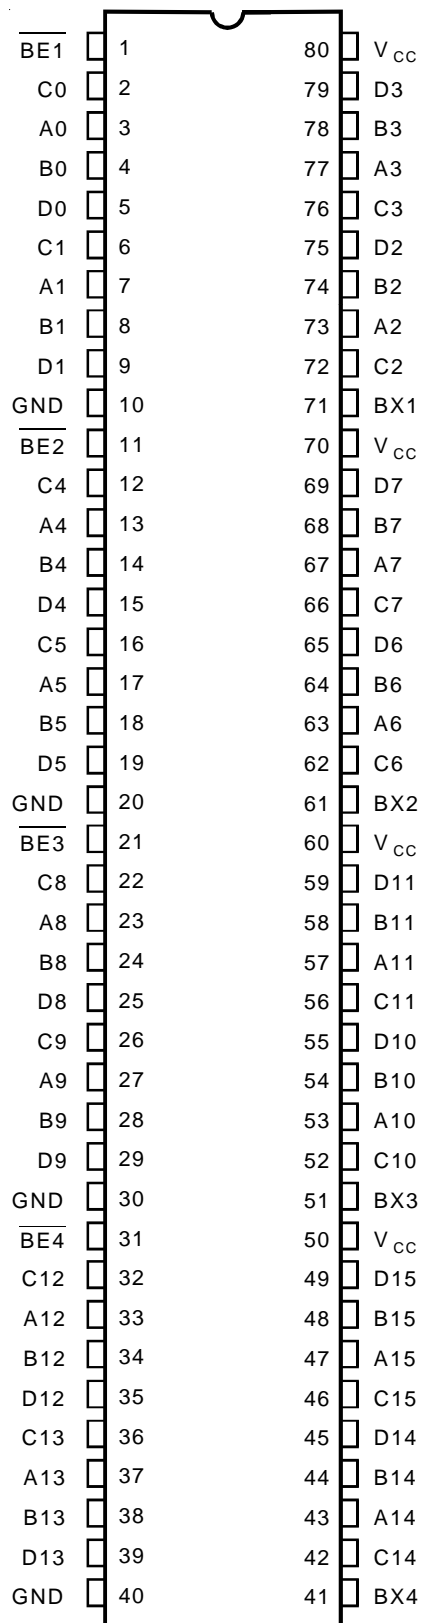 BE1 1 80 VCC
C0 2 79 D3
A0 3 78 B3
B0 4 77 A3
D0 5 76 C3
C1 6 75 D2
A1 7 74 B2
B1 8 73 A2
D1 9 72 C2
GND 10 71 BX1
BE2 11 70 VCC
C4 12 69 D7
A4 13 68 B7
B4 14 67 A7
D4 15 66 C7
C5 16 65 D6
A5 17 64 B6
B5 18 63 A6
D5 19 62 C6
GND 20 61 BX2
BE3 21 60 VCC
C8 22 59 D11
A8 23 58 B11
B8 24 57 A11
D8 25 56 C11
C9 26 55 D10
A9 27 54 B10
B9 28 53 A10
D9 29 52 C10
GND 30 51 BX3
BE4 31 50 VCC
C12 32 49 D15
A12 33 48 B15
B12 34 47 A15
D12 35 46 C15
C13 36 45 D14
A13 37 44 B14
B13 38 43 A14
D13 39 42 C14
GND 40 41 BX4